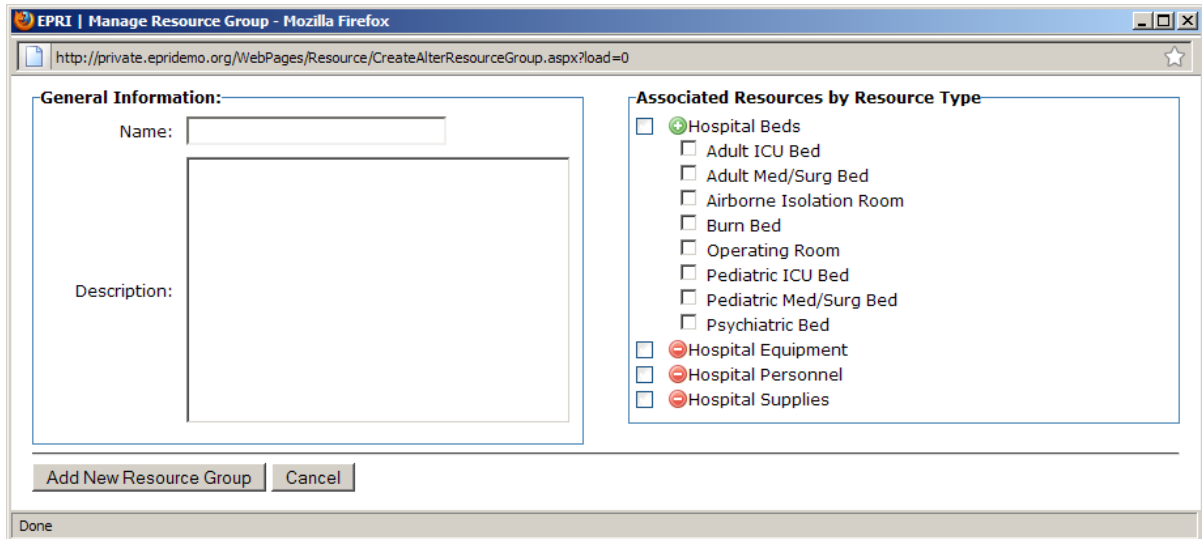 EPRI | Manage Resource Group - Mozilla Firefox
http://private.epridemo.org/WebPages/Resource/CreateAlterResourceGroup.aspx?load=0
General Information:
Name:
Description:
Associated Resources by Resource Type
Hospital Beds
Adult ICU Bed
Adult Med/Surg Bed
Airborne Isolation Room
Burn Bed
Operating Room
Pediatric ICU Bed
Pediatric Med/Surg Bed
Psychiatric Bed
Hospital Equipment
Hospital Personnel
Hospital Supplies
Add New Resource Group
Cancel
Done